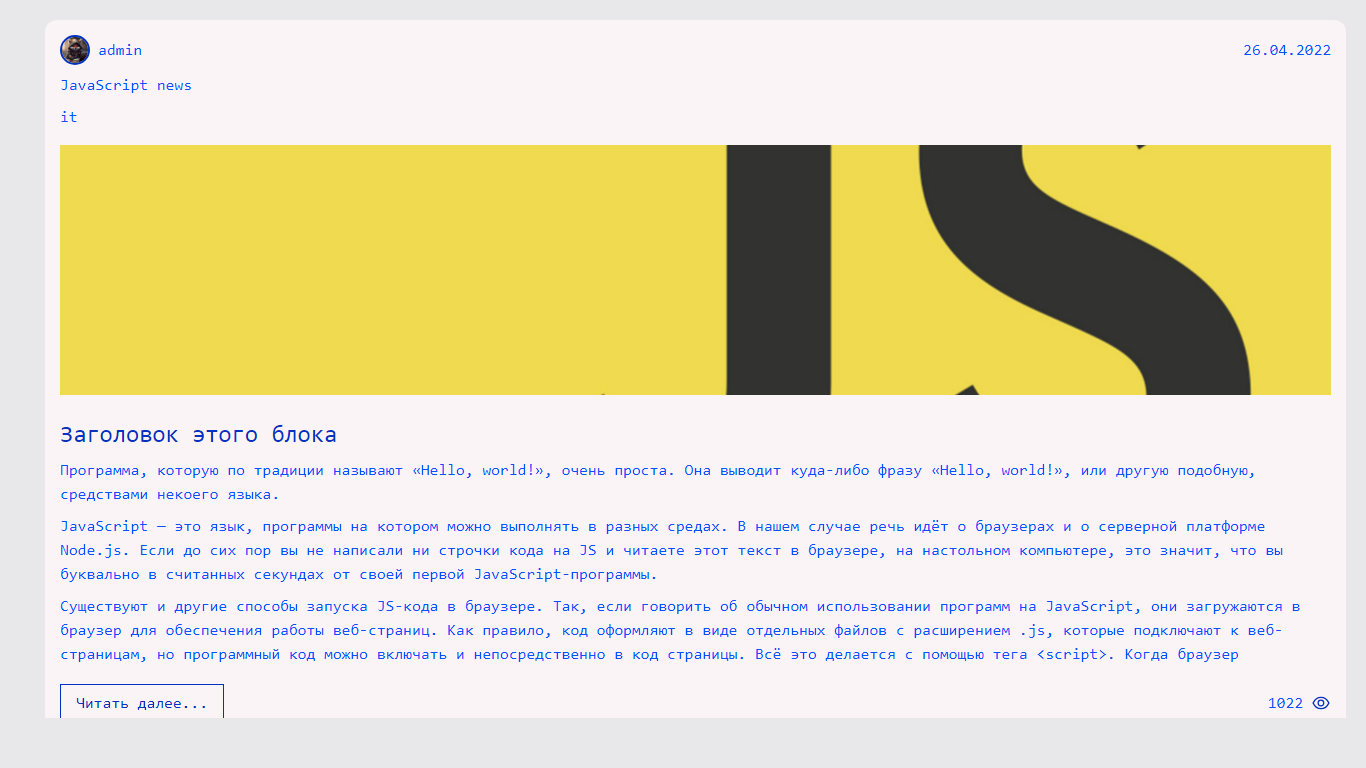 admin
26.04.2022
JavaScript news
it
JS
Заголовок этого блока
Программа, которую по традиции называют «Hello, world!», очень проста. Она выводит куда-либо фразу «Hello, world!», или другую подобную,
средствами некоего языка.
JavaScript — это язык, программы на котором можно выполнять в разных средах. В нашем случае речь идёт о браузерах и о серверной платформе
Node.js. Если до сих пор вы не написали ни строчки кода на JS и читаете этот текст в браузере, на настольном компьютере, это значит, что вы
буквально в считанных секундах от своей первой JavaScript-программы.
Существуют и другие способы запуска JS-кода в браузере. Так, если говорить об обычном использовании программ на JavaScript, они загружаются в
браузер для обеспечения работы веб-страниц. Как правило, код оформляют в виде отдельных файлов с расширением .js, которые подключают к веб-
страницам, но программный код можно включать и непосредственно в код страницы. Всё это делается с помощью тега <script>. Когда браузер
Читать далее...
1022